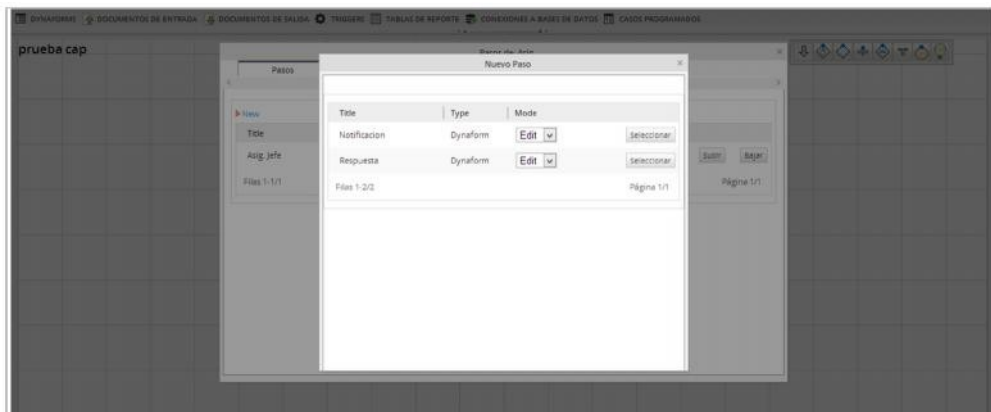 DYNAFORMS DOCUMENTOS DE ENTRADA DOCUMENTOS DE SALIDA TRIGGERS TABLAS DE REPORTE CONEXIONES A BASES DE DATOS CASOS PROGRAMADOS
prueba cap
Pasos de: Asig.
Nuevo Paso
Pasos
New
Title
Asig. Jefe
Subir Bajar
Filas 1-1/1
Página 1/1
Title Type Mode
Notificacion Dynaform Edit Seleccionar
Respuesta Dynaform Edit Seleccionar
Filas 1-2/2 Página 1/1